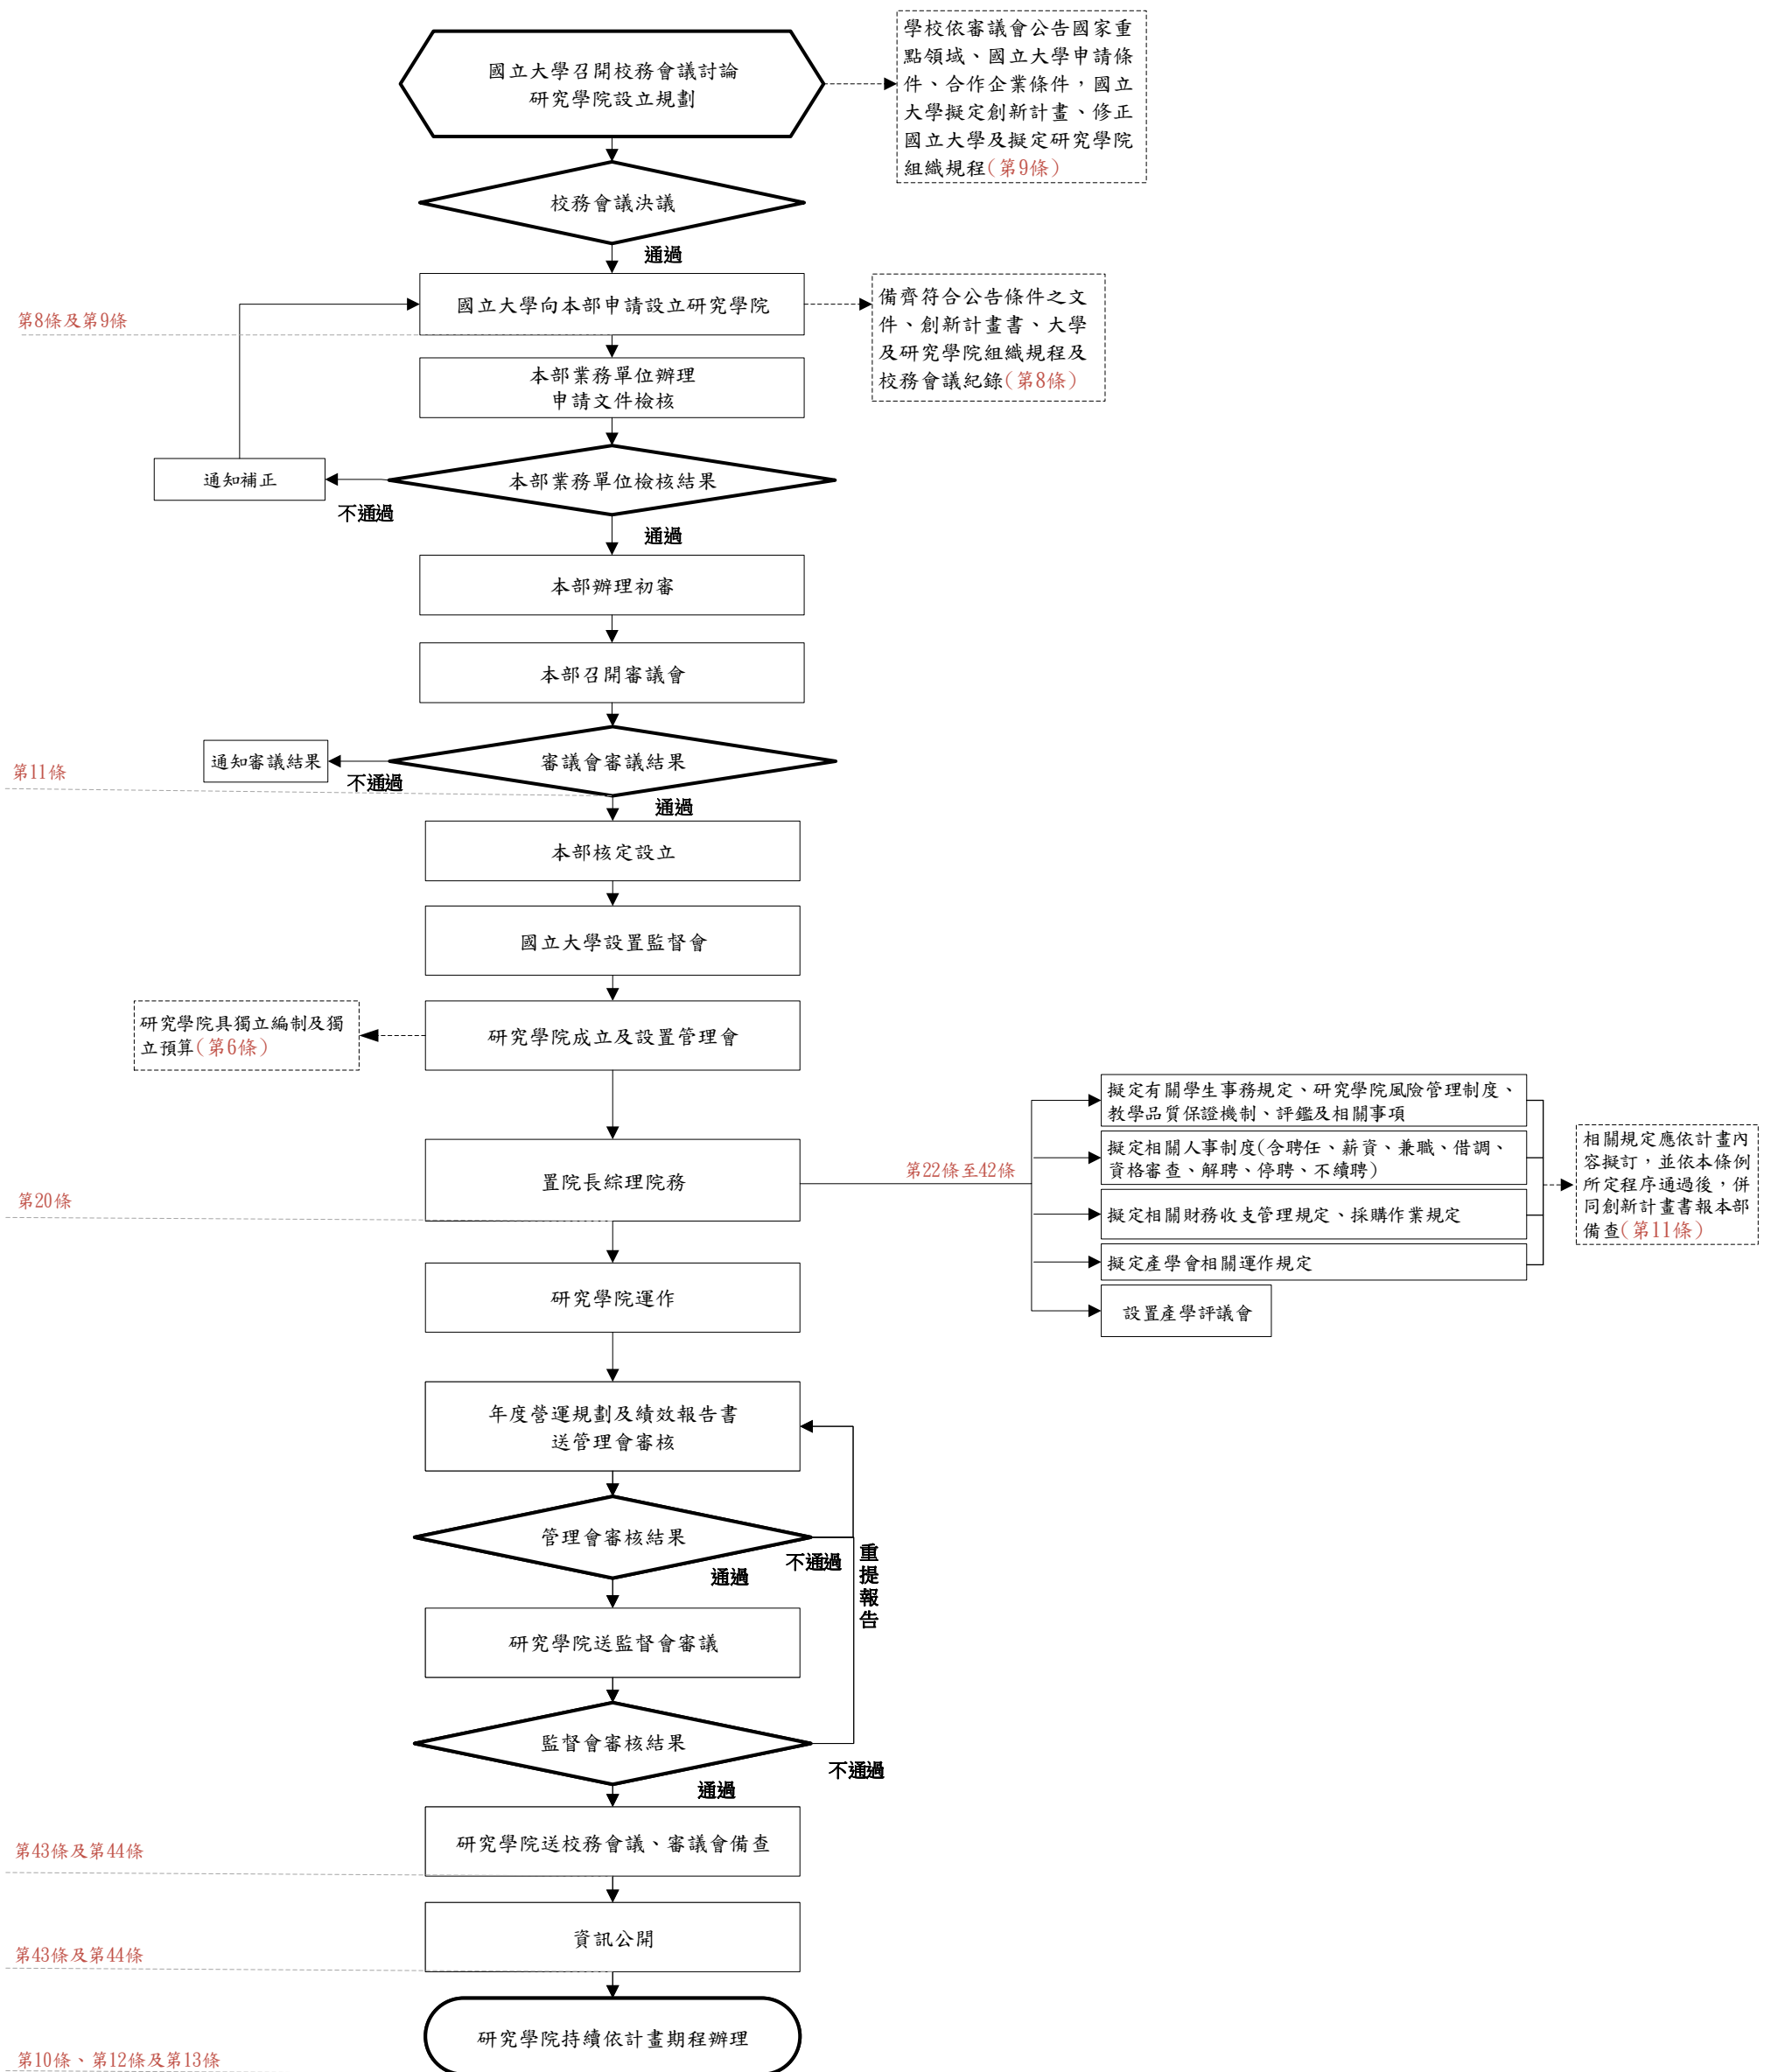 國立大學召開校務會議討論
研究學院設立規劃
學校依審議會公告國家重
點領域、國立大學申請條
件、合作企業條件，國立
大學擬定創新計畫、修正
國立大學及擬定研究學院
組織規程(第9條)
校務會議決議
通過
國立大學向本部申請設立研究學院
備齊符合公告條件之文
件、創新計畫書、大學
及研究學院組織規程及
校務會議紀錄(第8條)
第8條及第9條
本部業務單位辦理
申請文件檢核
本部業務單位檢核結果
通知補正
不通過
通過
本部辦理初審
本部召開審議會
審議會審議結果
通知審議結果
不通過
第11條
通過
本部核定設立
國立大學設置監督會
研究學院成立及設置管理會
研究學院具獨立編制及獨
立預算(第6條)
置院長綜理院務
第20條
第22條至42條
擬定有關學生事務規定、研究學院風險管理制度、
教學品質保證機制、評鑑及相關事項
擬定相關人事制度(含聘任、薪資、兼職、借調、
資格審查、解聘、停聘、不續聘)
擬定相關財務收支管理規定、採購作業規定
擬定產學會相關運作規定
設置產學評議會
相關規定應依計畫內
容擬訂，並依本條例
所定程序通過後，併
同創新計畫書報本部
備查(第11條)
研究學院運作
年度營運規劃及績效報告書
送管理會審核
管理會審核結果
不通過
通過
重提報告
研究學院送監督會審議
監督會審核結果
不通過
通過
研究學院送校務會議、審議會備查
第43條及第44條
資訊公開
第43條及第44條
研究學院持續依計畫期程辦理
第10條、第12條及第13條